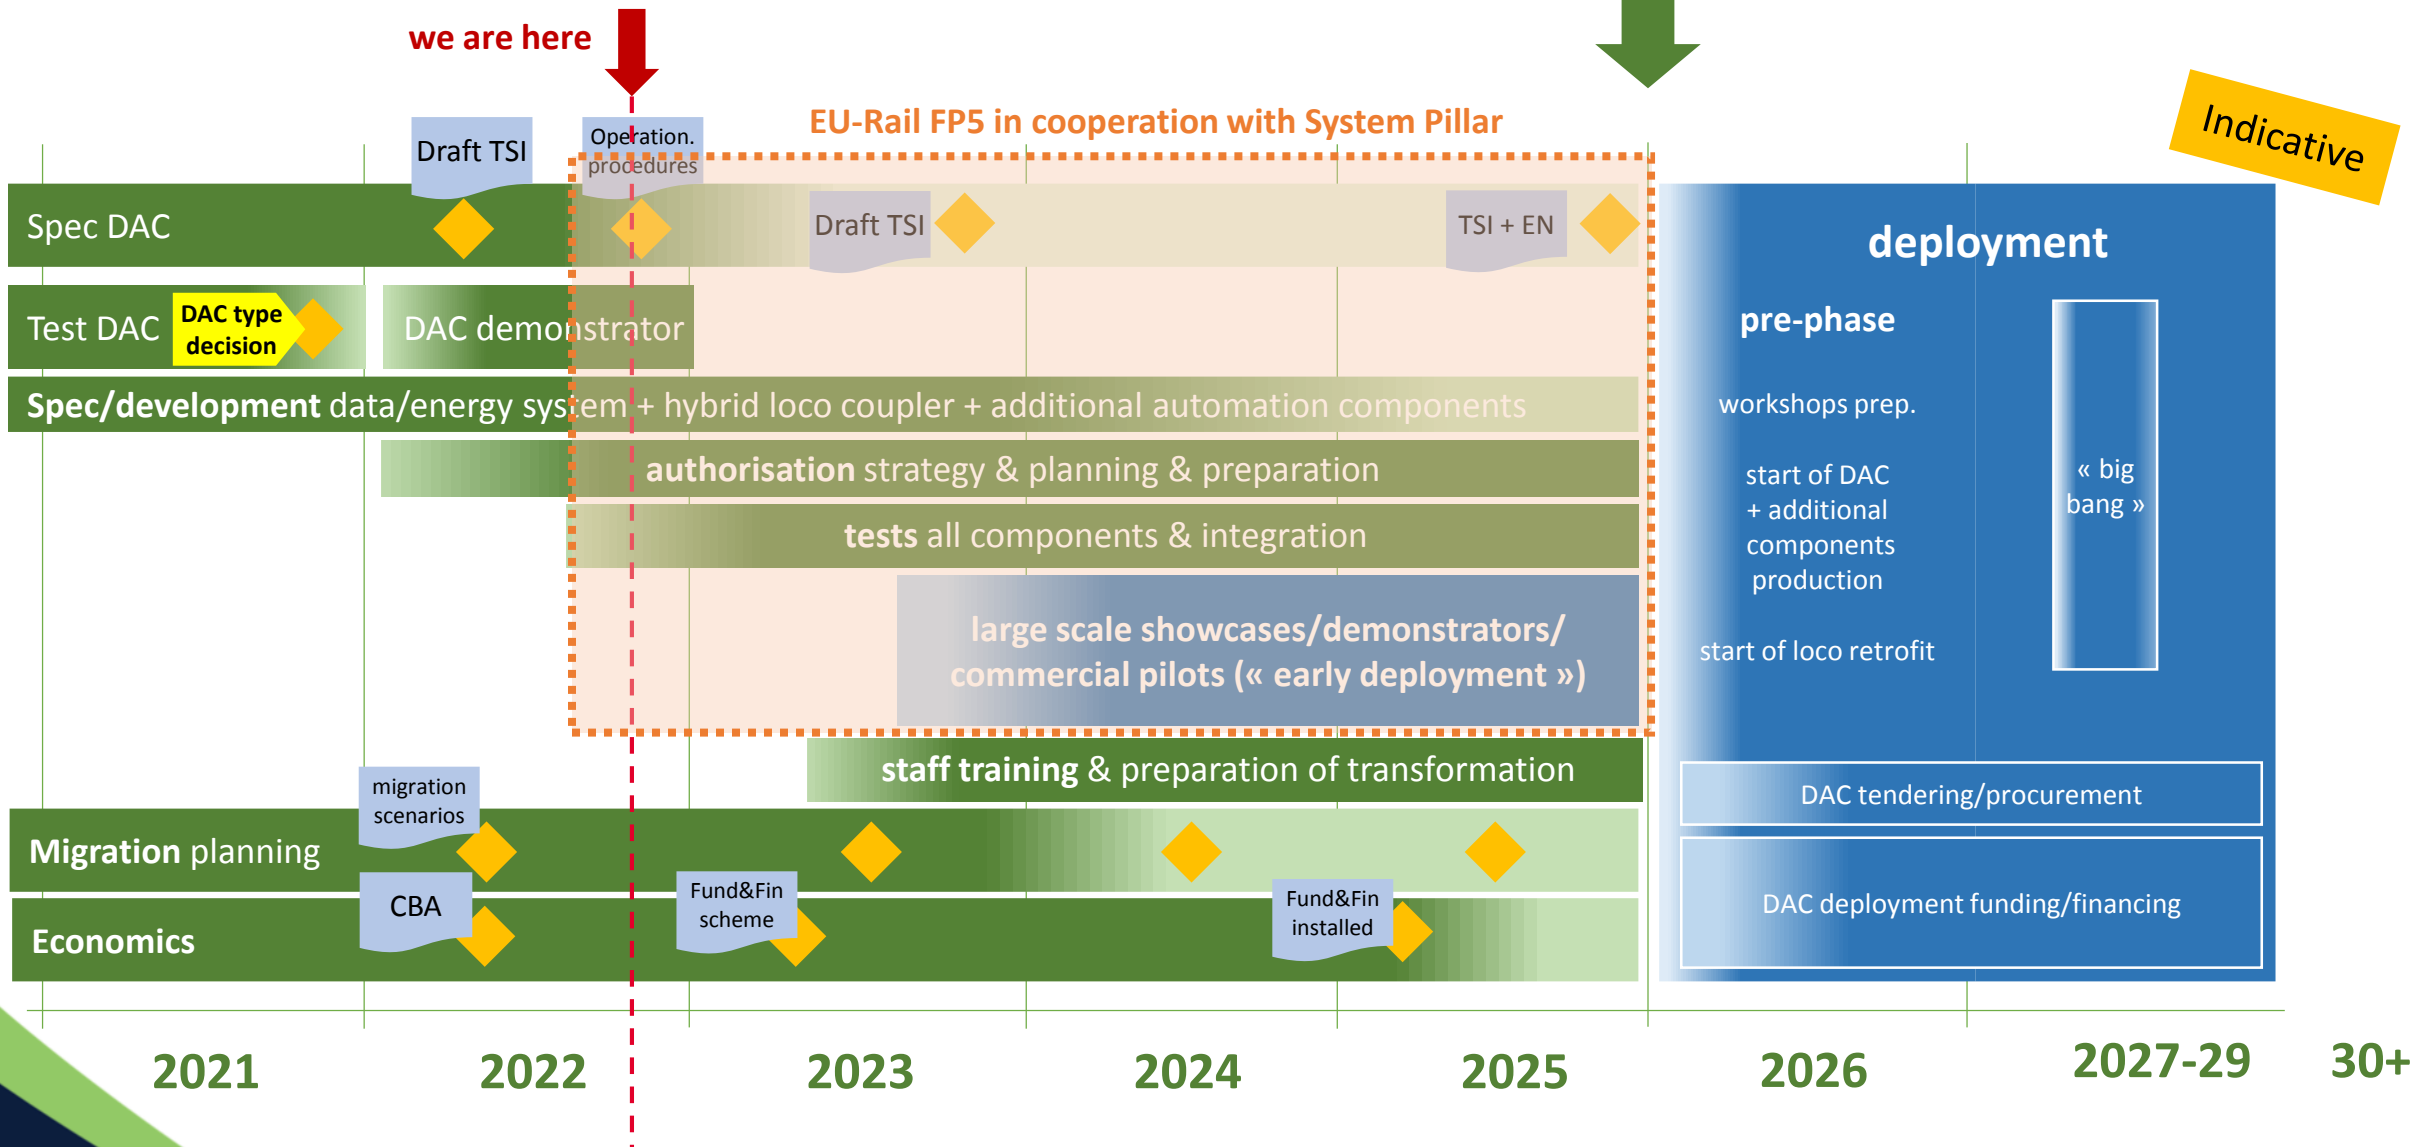 we are here
EU-Rail FP5 in cooperation with System Pillar
Indicative
Draft TSI
Operation.
procedures
Spec DAC
Draft TSI
TSI + EN
Test DAC
DAC type
decision
DAC demonstrator
Spec/development data/energy system + hybrid loco coupler + additional automation components
authorisation strategy & planning & preparation
tests all components & integration
large scale showcases/demonstrators/
commercial pilots (« early deployment »)
staff training & preparation of transformation
migration
scenarios
Migration planning
CBA
Fund&Fin
scheme
Fund&Fin
installed
Economics
deployment
pre-phase
workshops prep.
start of DAC
+ additional
components
production
start of loco retrofit
« big
bang »
DAC tendering/procurement
DAC deployment funding/financing
2021
2022
2023
2024
2025
2026
2027-29
30+